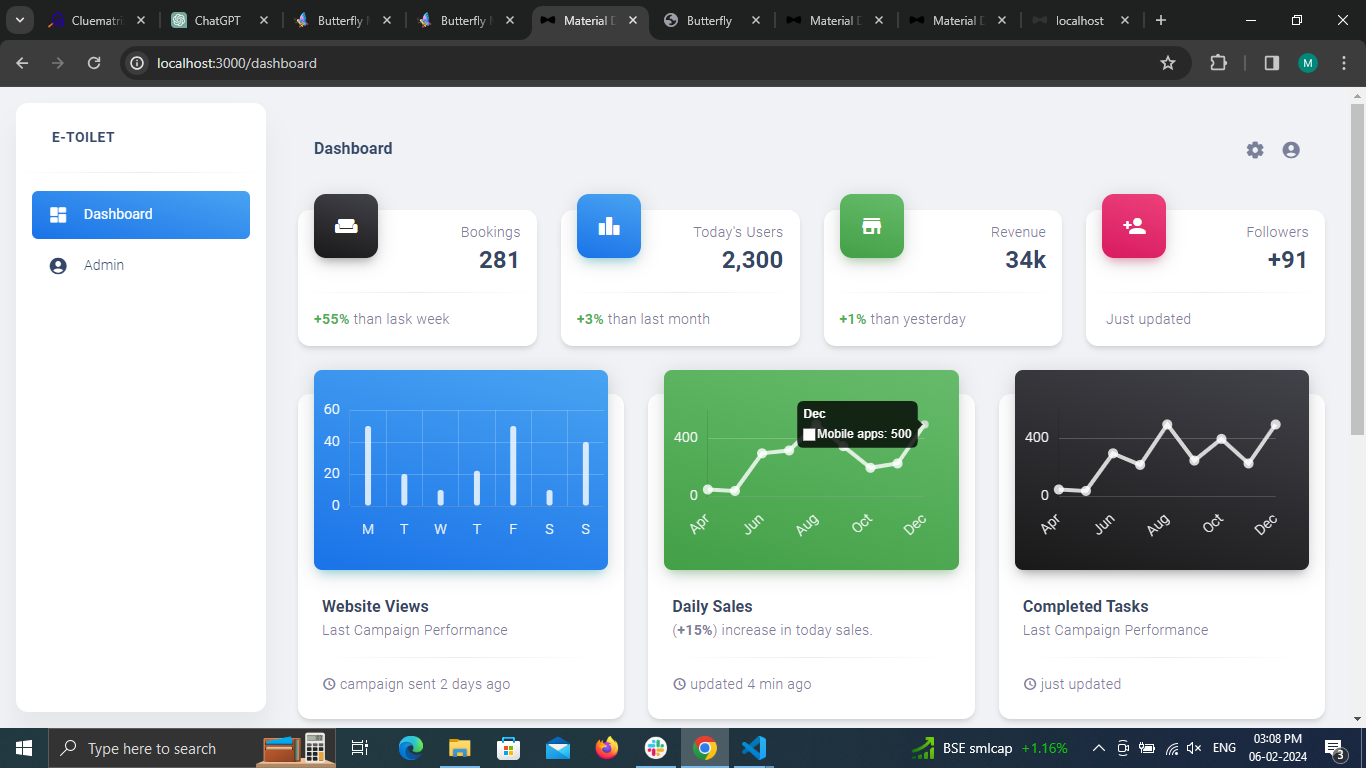 Cluematri
ChatGPT
Butterfly
Butterfly
Material D
Butterfly
Material D
Material D
localhost
localhost:3000/dashboard
M
E-TOILET
Dashboard
Admin
Dashboard
Bookings
281
+55% than lask week
Today's Users
2,300
+3% than last month
Revenue
34k
+1% than yesterday
Followers
+91
Just updated
60
40
20
0
M T W T F S S
Website Views
Last Campaign Performance
campaign sent 2 days ago
Dec
Mobile apps: 500
400
0
Apr Jun Aug Oct Dec
Daily Sales
(+15%) increase in today sales.
updated 4 min ago
400
0
Apr Jun Aug Oct Dec
Completed Tasks
Last Campaign Performance
just updated
Type here to search
BSE smlcap +1.16%
ENG
03:08 PM
06-02-2024
3